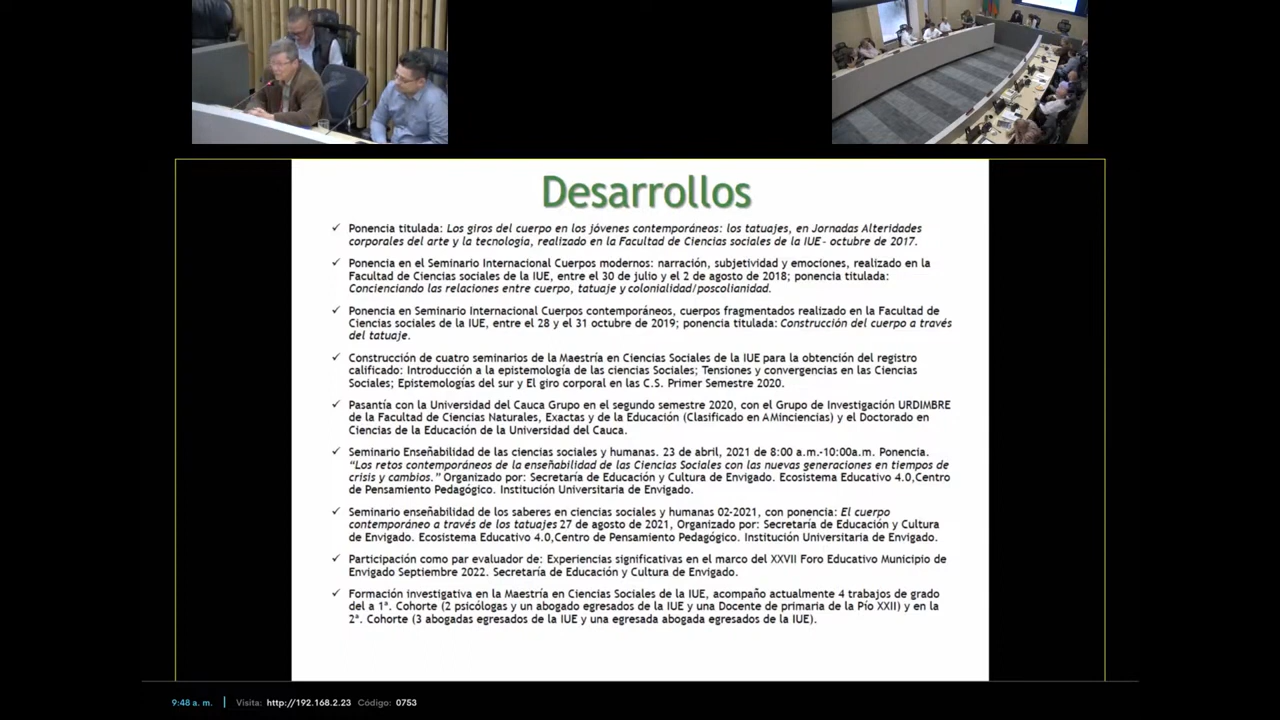 Desarrollos
✓ Ponencia titulada: Los giros del cuerpo en los jóvenes contemporáneos: los tatuajes, en Jornadas Alteridades
corporales del arte y la tecnologia, realizado en la Facultad de Ciencias sociales de la IUE- octubre de 2017.
✓ Ponencia en el Seminario Internacional Cuerpos modernos: narración, subjetividad y emociones, realizado en la
Facultad de Ciencias sociales de la IUE, entre el 30 de julio y el 2 de agosto de 2018; ponencia titulada:
Concienciando las relaciones entre cuerpo, tatuaje y colonialidad/poscolianidad.
✓ Ponencia en Seminario Internacional Cuerpos contemporáneos, cuerpos fragmentados realizado en la Facultad de
Ciencias sociales de la IUE, entre el 28 y el 31 octubre de 2019; ponencia titulada: Construcción del cuerpo a través
del tatuaje.
✓ Construcción de cuatro seminarios de la Maestría en Ciencias Sociales de la IUE para la obtención del registro
calificado: Introducción a la epistemología de las ciencias Sociales; Tensiones y convergencias en las Ciencias
Sociales; Epistemologías del sur y El giro corporal en las C.S. Primer Semestre 2020.
✓ Pasantía con la Universidad del Cauca Grupo en el segundo semestre 2020, con el Grupo de Investigación URDIMBRE
de la Facultad de Ciencias Naturales, Exactas y de la Educación (Clasificado en AMinciencias) y el Doctorado en
Ciencias de la Educación de la Universidad del Cauca.
✓ Seminario Enseñabilidad de las ciencias sociales y humanas. 23 de abril, 2021 de 8:00 a.m.-10:00a.m. Ponencia.
“Los retos contemporáneos de la enseñabilidad de las Ciencias Sociales con las nuevas generaciones en tiempos de
crisis y cambios.” Organizado por: Secretaría de Educación y Cultura de Envigado. Ecosistema Educativo 4.0,Centro
de Pensamiento Pedagógico. Institución Universitaria de Envigado.
✓ Seminario enseñabilidad de los saberes en ciencias sociales y humanas 02-2021, con ponencia: El cuerpo
contemporáneo a través de los tatuajes 27 de agosto de 2021, Organizado por: Secretaría de Educación y Cultura
de Envigado. Ecosistema Educativo 4.0,Centro de Pensamiento Pedagógico. Institución Universitaria de Envigado.
✓ Participación como par evaluador de: Experiencias significativas en el marco del XXVII Foro Educativo Municipio de
Envigado Septiembre 2022. Secretaría de Educación y Cultura de Envigado.
✓ Formación investigativa en la Maestría en Ciencias Sociales de la IUE, acompaño actualmente 4 trabajos de grado
del a 1ª. Cohorte (2 psicólogas y un abogado egresados de la IUE y una Docente de primaria de la Pío XXII) y en la
2ª. Cohorte (3 abogadas egresados de la IUE y una egresada abogada egresados de la IUE).
9:48 a. m. | Visita: http://192.168.2.23 Código: 0753